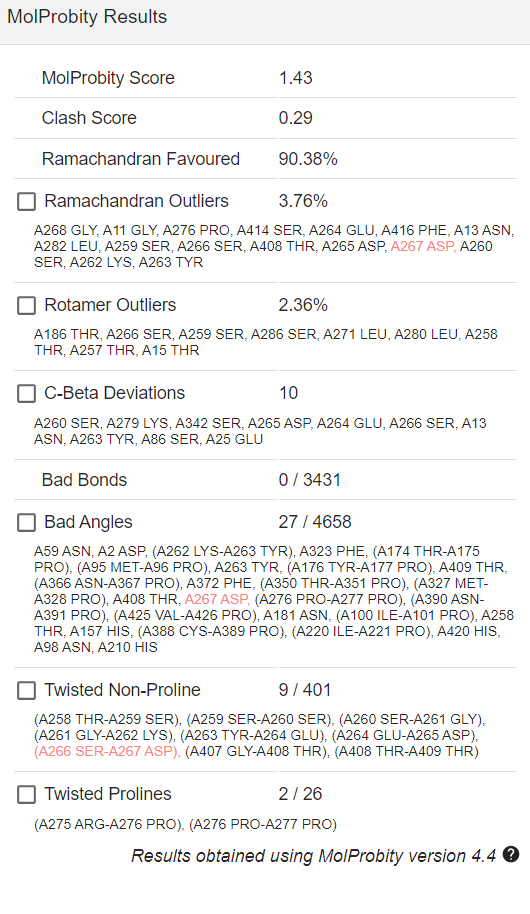 MolProbity Results
MolProbity Score 1.43
Clash Score 0.29
Ramachandran Favoured 90.38%
Ramachandran Outliers 3.76%
A268 GLY, A11 GLY, A276 PRO, A414 SER, A264 GLU, A416 PHE, A13 ASN,
A282 LEU, A259 SER, A266 SER, A408 THR, A265 ASP, A267 ASP, A260
SER, A262 LYS, A263 TYR
Rotamer Outliers 2.36%
A186 THR, A266 SER, A259 SER, A286 SER, A271 LEU, A280 LEU, A258
THR, A257 THR, A15 THR
C-Beta Deviations 10
A260 SER, A279 LYS, A342 SER, A265 ASP, A264 GLU, A266 SER, A13
ASN, A263 TYR, A86 SER, A25 GLU
Bad Bonds 0 / 3431
Bad Angles 27 / 4658
A59 ASN, A2 ASP, (A262 LYS-A263 TYR), A323 PHE, (A174 THR-A175
PRO), (A95 MET-A96 PRO), A263 TYR, (A176 TYR-A177 PRO), A409 THR,
(A366 ASN-A367 PRO), A372 PHE, (A350 THR-A351 PRO), (A327 MET-
A328 PRO), A408 THR, A267 ASP, (A276 PRO-A277 PRO), (A390 ASN-
A391 PRO), (A425 VAL-A426 PRO), A181 ASN, (A100 ILE-A101 PRO), A258
THR, A157 HIS, (A388 CYS-A389 PRO), (A220 ILE-A221 PRO), A420 HIS,
A98 ASN, A210 HIS
Twisted Non-Proline 9 / 401
(A258 THR-A259 SER), (A259 SER-A260 SER), (A260 SER-A261 GLY),
(A261 GLY-A262 LYS), (A263 TYR-A264 GLU), (A264 GLU-A265 ASP),
(A266 SER-A267 ASP), (A407 GLY-A408 THR), (A408 THR-A409 THR)
Twisted Prolines 2 / 26
(A275 ARG-A276 PRO), (A276 PRO-A277 PRO)
Results obtained using MolProbity version 4.4 ?